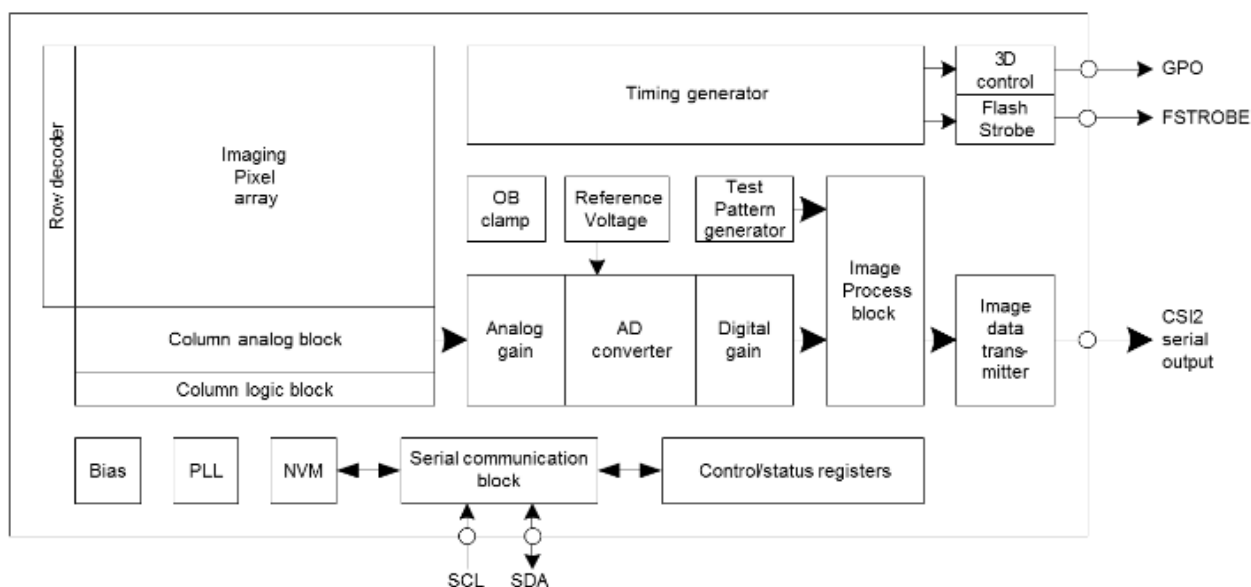 Row decoder
Imaging
Pixel
array
Column analog block
Column logic block
Timing generator
3D
control
Flash
Strobe
GPO
FSTROBE
OB
clamp
Reference
Voltage
Test
Pattern
generator
Analog
gain
AD
converter
Digital
gain
Image
Process
block
Image
data
trans-
mitter
CSI2
serial
output
Bias
PLL
NVM
Serial communication
block
Control/status registers
SCL
SDA